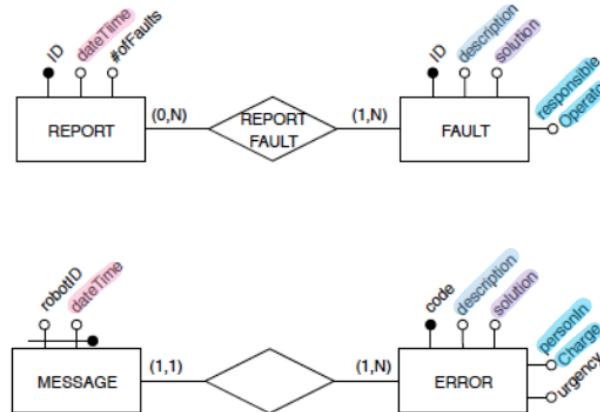 ID
dateTiime
#ofFaults
ID
description
solution
responsible
Operator
REPORT
(0,N)
REPORT
FAULT
(1,N)
FAULT
robotID
dateTime
code
description
solution
personIn
Charge
urgency
MESSAGE
(1,1)
(1,N)
ERROR